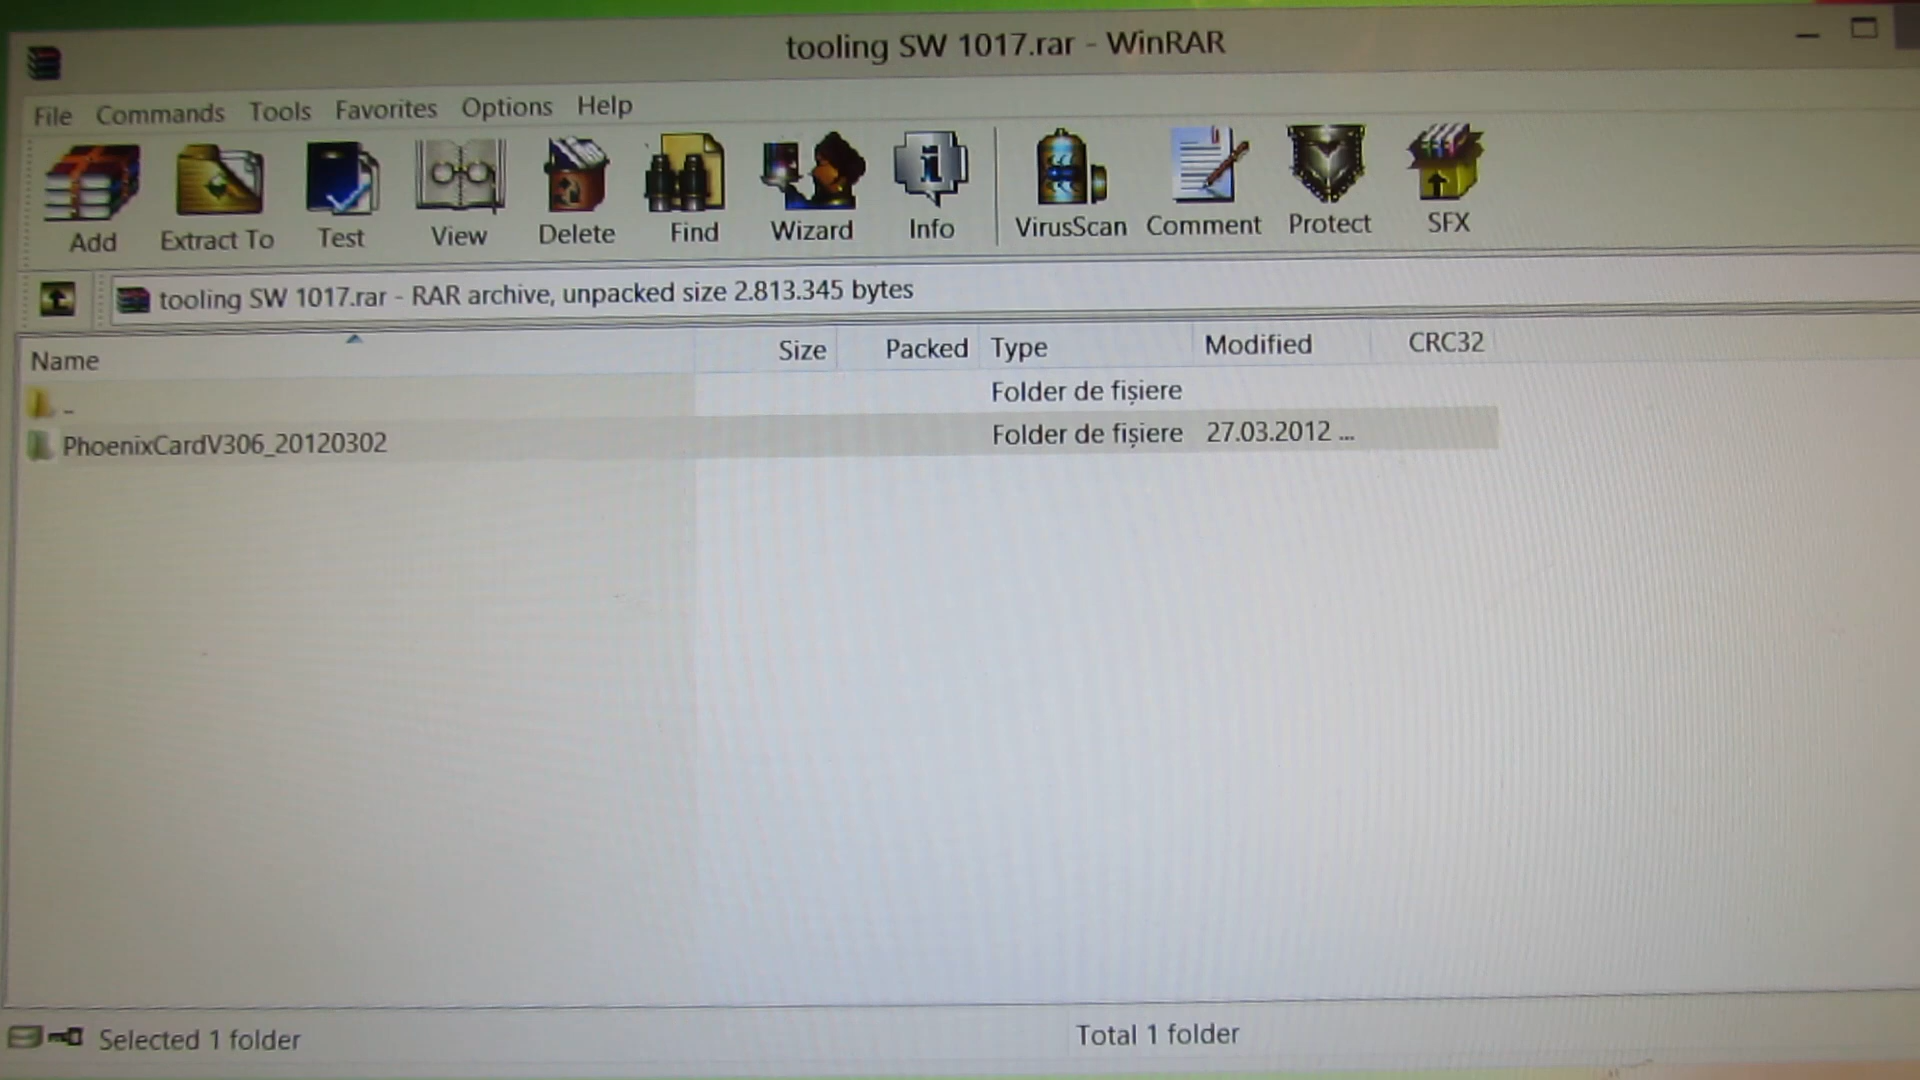 tooling SW 1017.rar - WinRAR
File Commands Tools Favorites Options Help
Add Extract To Test View Delete Find Wizard Info VirusScan Comment Protect SFX
tooling SW 1017.rar - RAR archive, unpacked size 2.813.345 bytes
Name Size Packed Type Modified CRC32
Folder de fișiere
PhoenixCardV306_20120302 Folder de fișiere 27.03.2012 ...
Selected 1 folder Total 1 folder